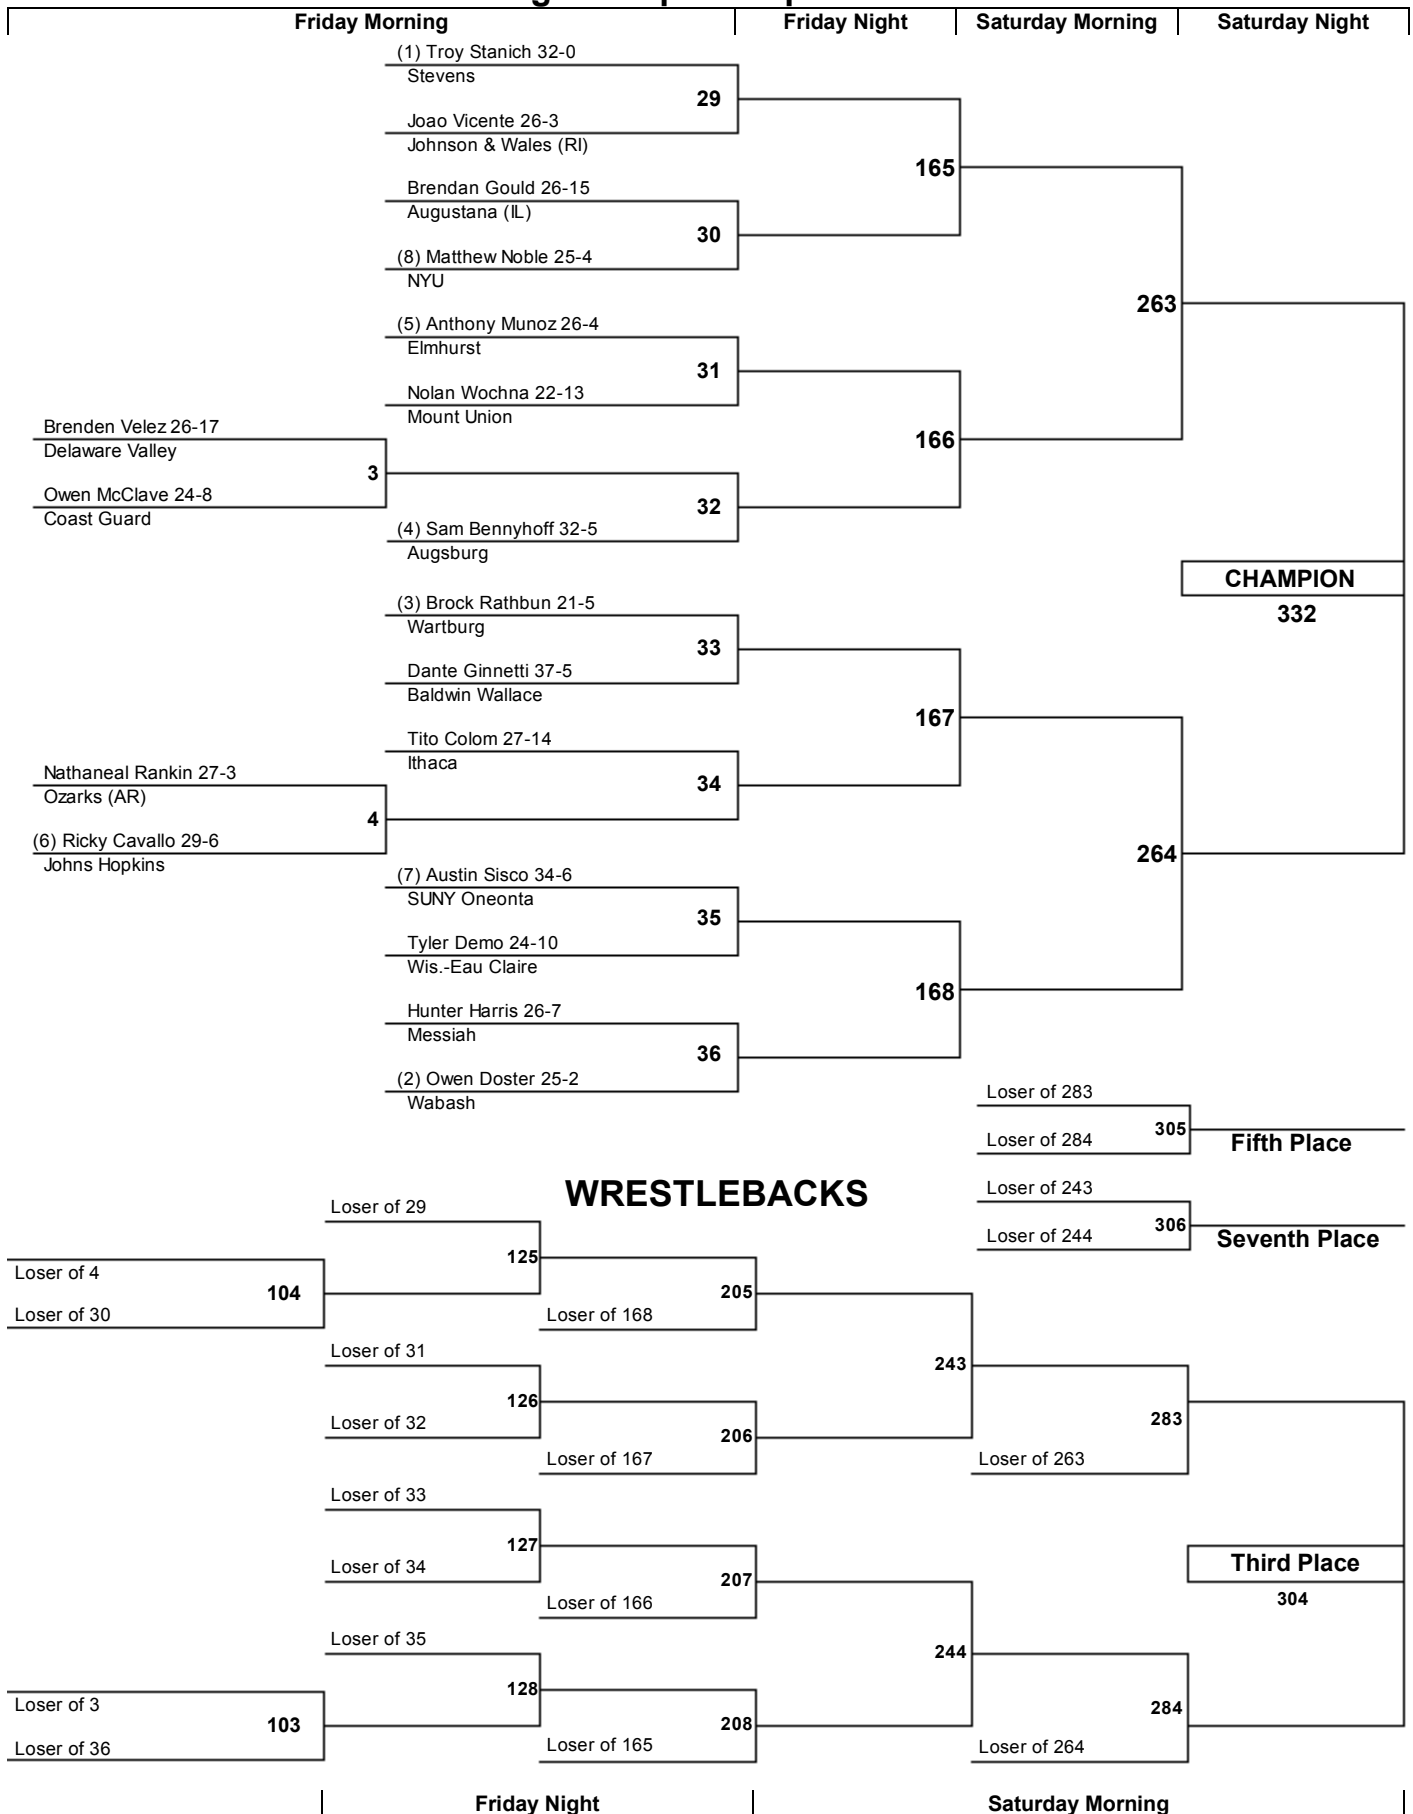 Friday Morning
Friday Night
Saturday Morning
Saturday Night
(1) Troy Stanich 32-0
Stevens
29
Joao Vicente 26-3
Johnson & Wales (RI)
165
Brendan Gould 26-15
Augustana (IL)
30
(8) Matthew Noble 25-4
NYU
263
(5) Anthony Munoz 26-4
Elmhurst
31
Nolan Wochna 22-13
Mount Union
Brenden Velez 26-17
Delaware Valley
166
3
Owen McClave 24-8
Coast Guard
32
(4) Sam Bennyhoff 32-5
Augsburg
CHAMPION
332
(3) Brock Rathbun 21-5
Wartburg
33
Dante Ginnetti 37-5
Baldwin Wallace
167
Tito Colom 27-14
Ithaca
Nathaneal Rankin 27-3
Ozarks (AR)
34
4
(6) Ricky Cavallo 29-6
Johns Hopkins
264
(7) Austin Sisco 34-6
SUNY Oneonta
35
Tyler Demo 24-10
Wis.-Eau Claire
168
Hunter Harris 26-7
Messiah
36
(2) Owen Doster 25-2
Wabash
Loser of 283
305
Fifth Place
Loser of 284
WRESTLEBACKS
Loser of 243
306
Seventh Place
Loser of 244
Loser of 29
125
Loser of 4
104
Loser of 30
205
Loser of 168
Loser of 31
126
Loser of 32
243
206
Loser of 167
283
Loser of 263
Loser of 33
127
Loser of 34
207
Loser of 166
Third Place
304
Loser of 35
128
Loser of 3
103
Loser of 36
244
208
Loser of 165
284
Loser of 264
Friday Night
Saturday Morning